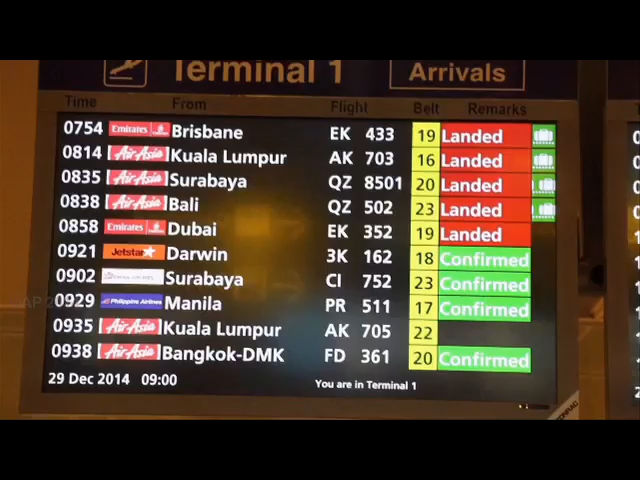 Terminal 1 Arrivals
Time From Flight Belt Remarks
0754 Emirates Brisbane EK 433 19 Landed
0814 AirAsia Kuala Lumpur AK 703 16 Landed
0835 AirAsia Surabaya QZ 8501 20 Landed
0838 AirAsia Bali QZ 502 23 Landed
0858 Emirates Dubai EK 352 19 Landed
0921 Jetstar Darwin 3K 162 18 Confirmed
0902 Surabaya CI 752 23 Confirmed
0929 Philippine Airlines Manila PR 511 17 Confirmed
0935 AirAsia Kuala Lumpur AK 705 22
0938 AirAsia Bangkok-DMK FD 361 20 Confirmed
29 Dec 2014 09:00 You are in Terminal 1